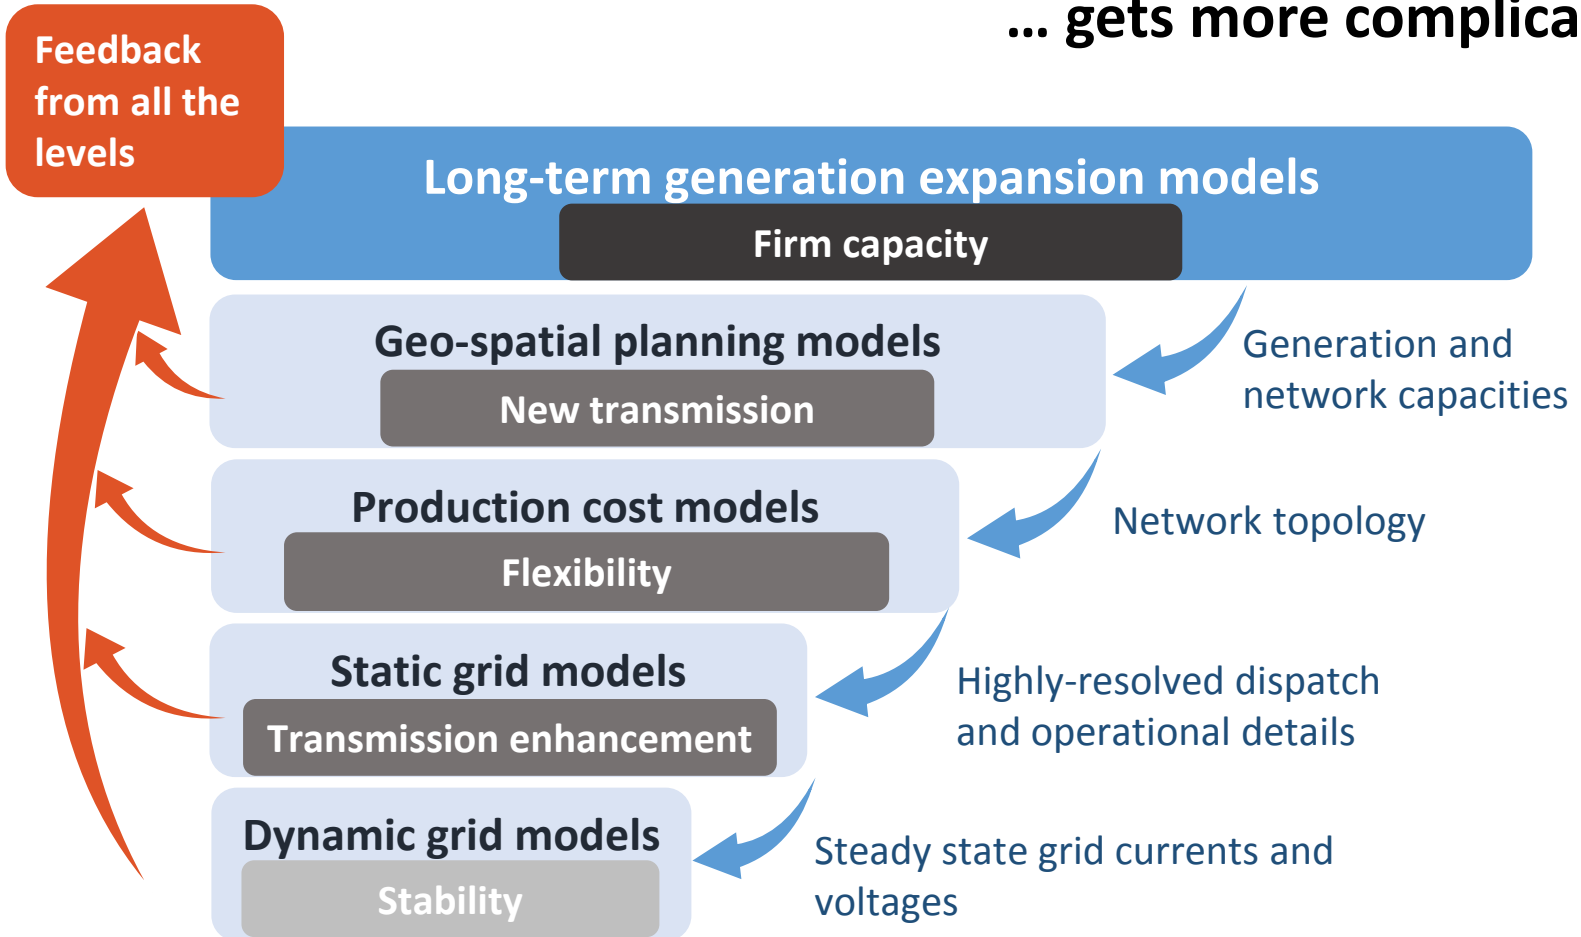 ... gets more complica
Feedback
from all the
levels
Long-term generation expansion models
Firm capacity
Geo-spatial planning models
New transmission
Generation and
network capacities
Production cost models
Flexibility
Network topology
Static grid models
Transmission enhancement
Highly-resolved dispatch
and operational details
Dynamic grid models
Stability
Steady state grid currents and
voltages